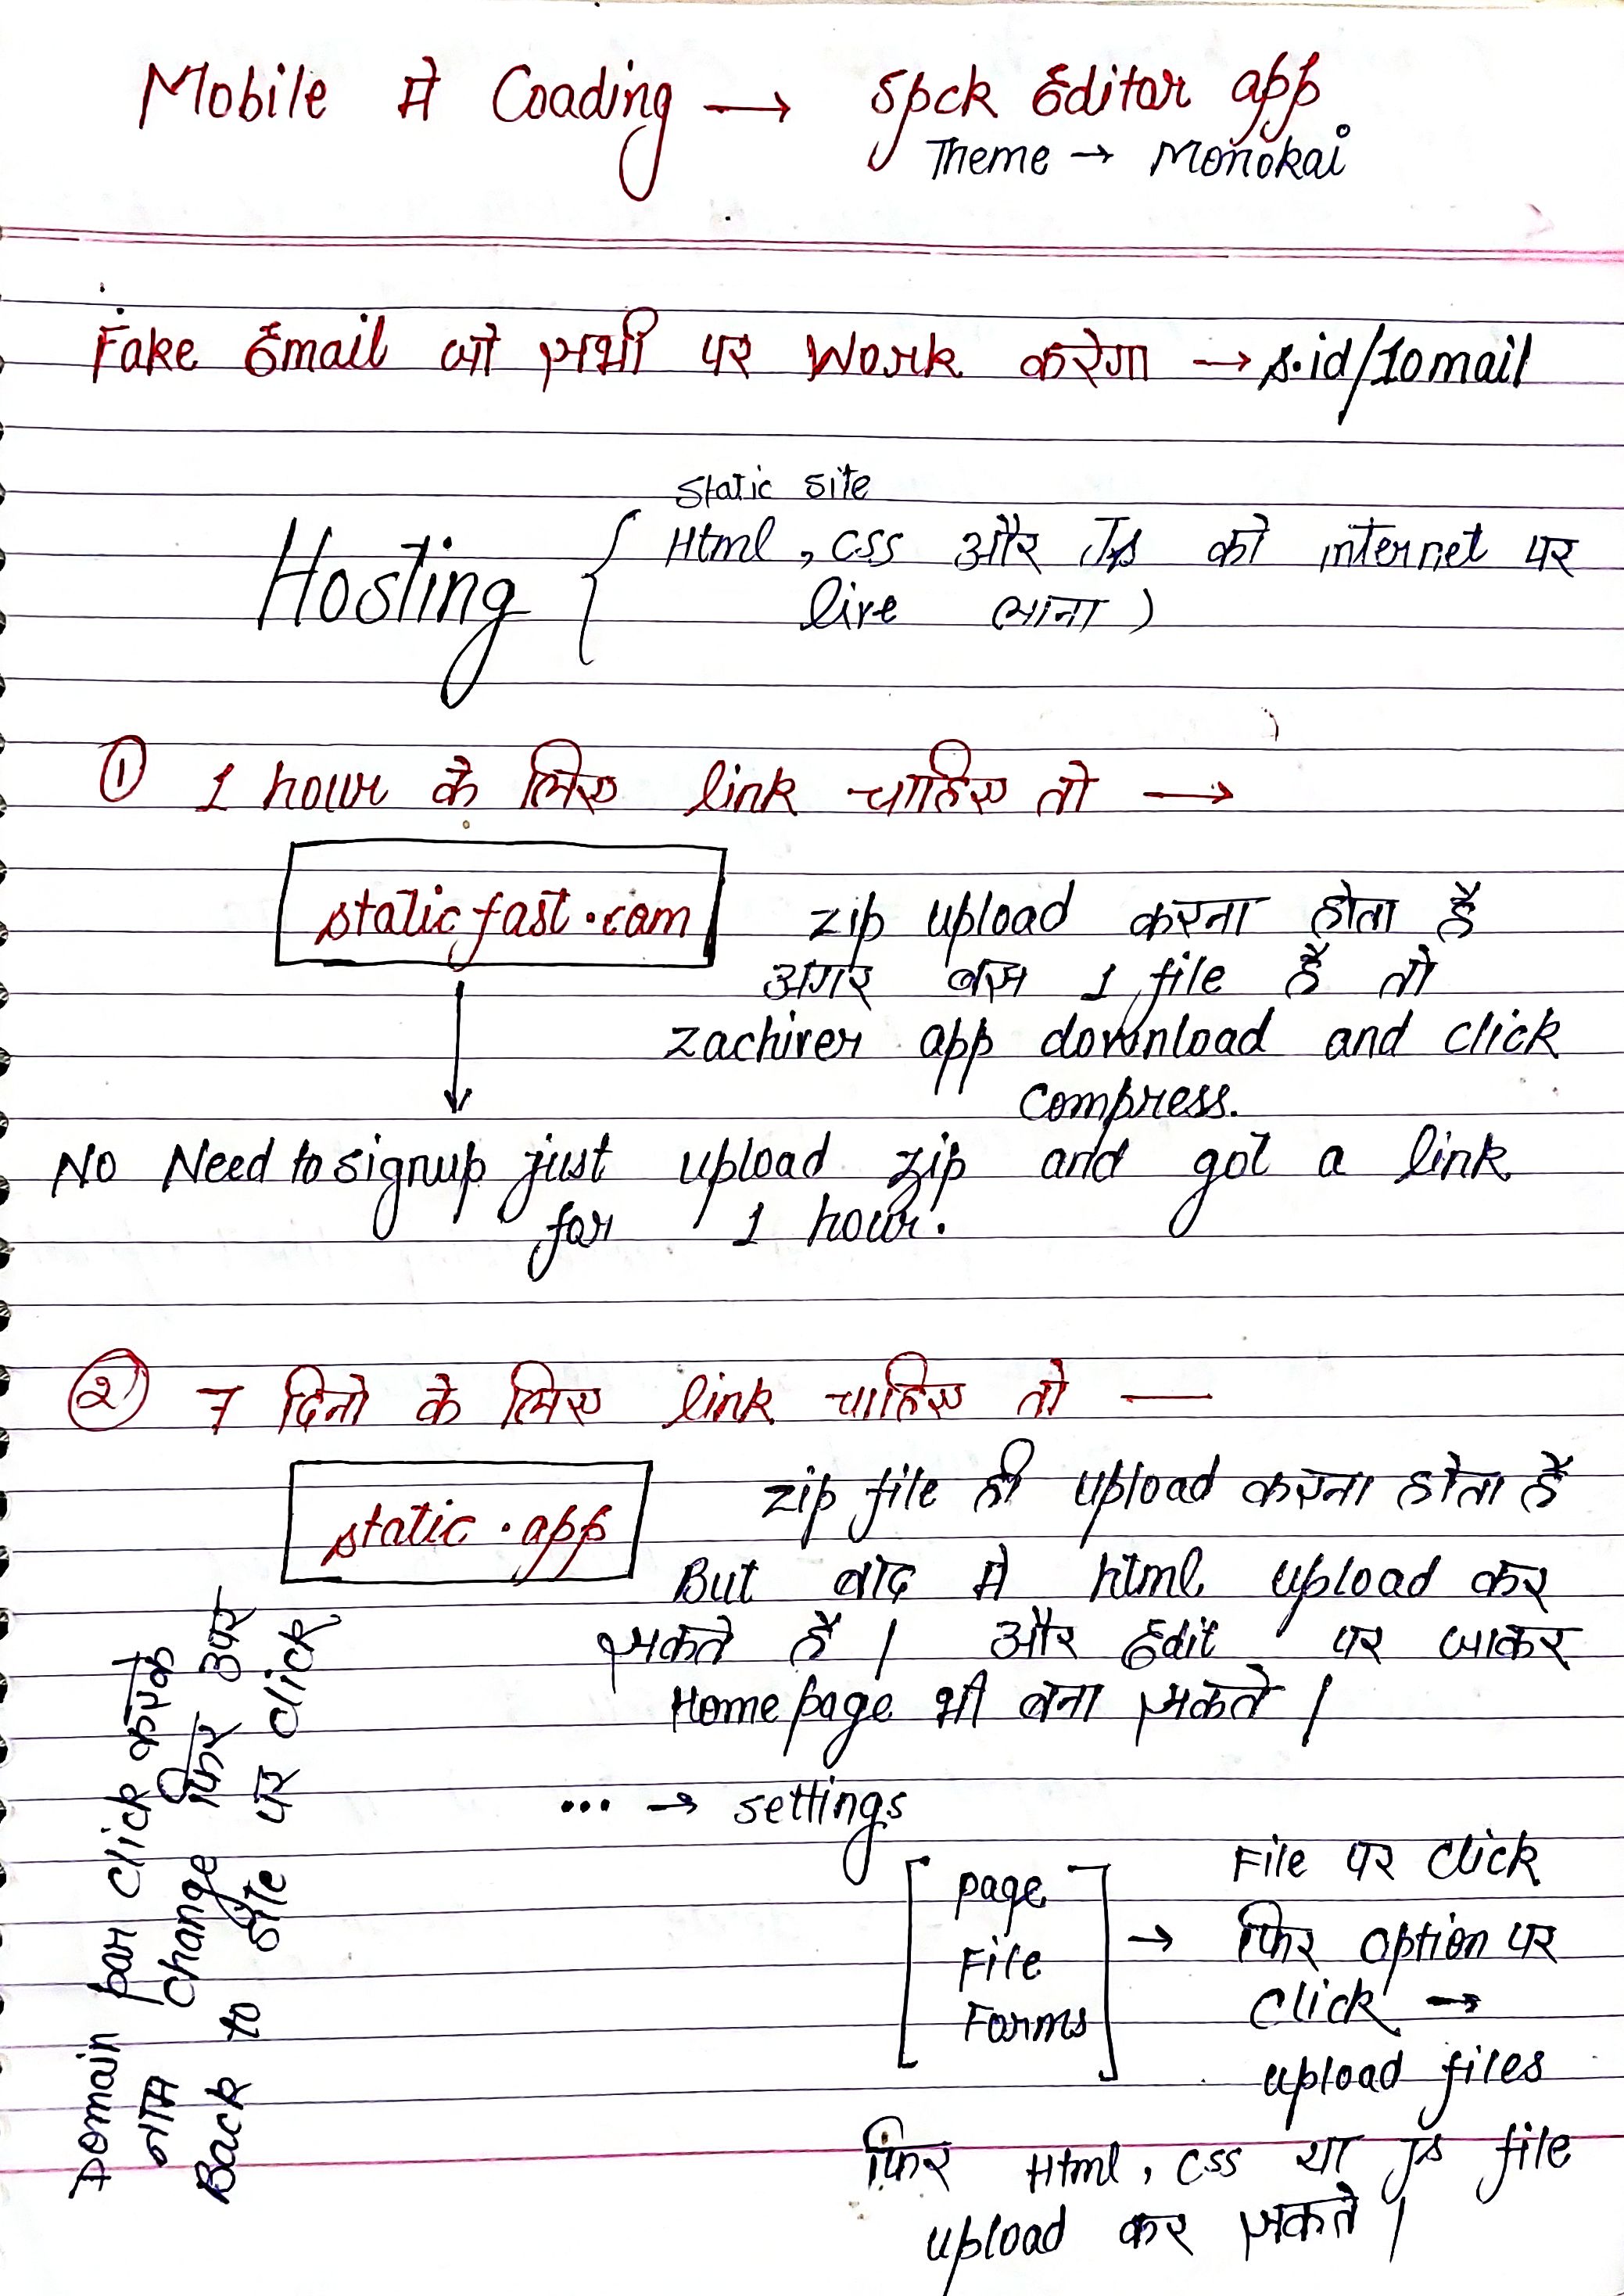 Mobile मे Coading → Spck Editor app
Theme → Monokai
Fake Email जो सभी पर Work करेगा → s.id/10mail
Static Site
Hosting { Html, CSS और Js को internet पर
live लाना )
① 1 hour के लिए link चाहिए तो →
staticfast.com zip upload करना होता है
अगर बस 1 file है तो
Zachiver app download and click
Compress.
No Need to signup just upload zip and got a link
for 1 hour.
② 7 दिनो के लिए link चाहिए तो —
static.app zip file ही upload करना होता है
But बाद मे html upload कर
सकते है। और Edit पर जाकर
Homepage भी बना सकते।
... → settings
[ Page File Forms ] → File पर Click
फिर option पर
Click →
upload files
फिर Html, CSS या Js file
upload कर सकते।
Domain par click करके
नाम change फिर उपर
Back to Site पर click